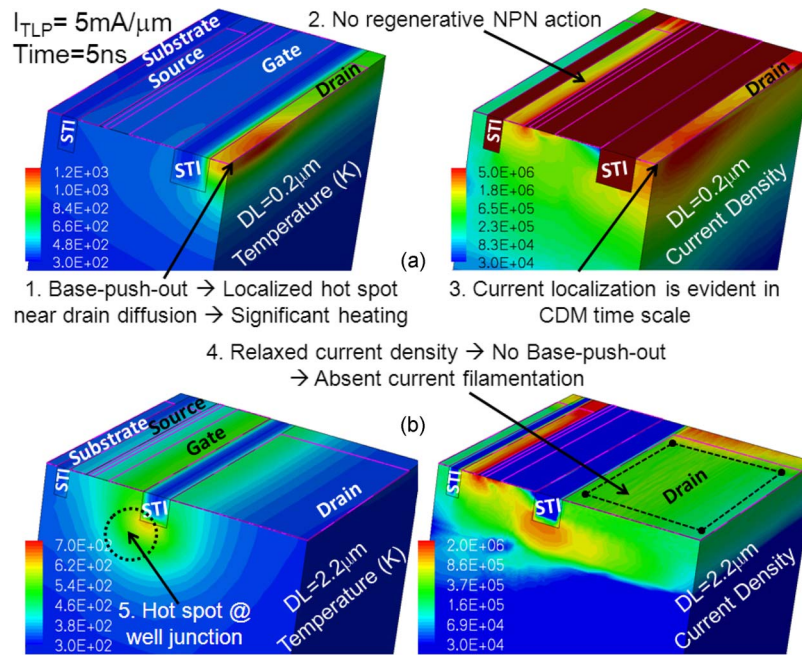 I_TLP= 5mA/μm
Time=5ns
2. No regenerative NPN action
Substrate
Source
Gate
Drain
STI
STI
1.2E+03
1.0E+03
8.4E+02
6.6E+02
4.8E+02
3.0E+02
DL=0.2μm
Temperature (K)
(a)
Drain
STI
STI
5.0E+06
1.8E+06
6.5E+05
2.3E+05
8.3E+04
3.0E+04
DL=0.2μm
Current Density
1. Base-push-out → Localized hot spot
near drain diffusion → Significant heating
3. Current localization is evident in
CDM time scale
4. Relaxed current density → No Base-push-out
→ Absent current filamentation
(b)
Substrate
Source
Gate
Drain
STI
STI
7.0E+02
6.2E+02
5.4E+02
4.6E+02
3.8E+02
3.0E+02
5. Hot spot @
well junction
DL=2.2μm
Temperature (K)
Drain
STI
STI
2.0E+06
8.6E+05
3.7E+05
1.6E+05
6.9E+04
3.0E+04
DL=2.2μm
Current Density